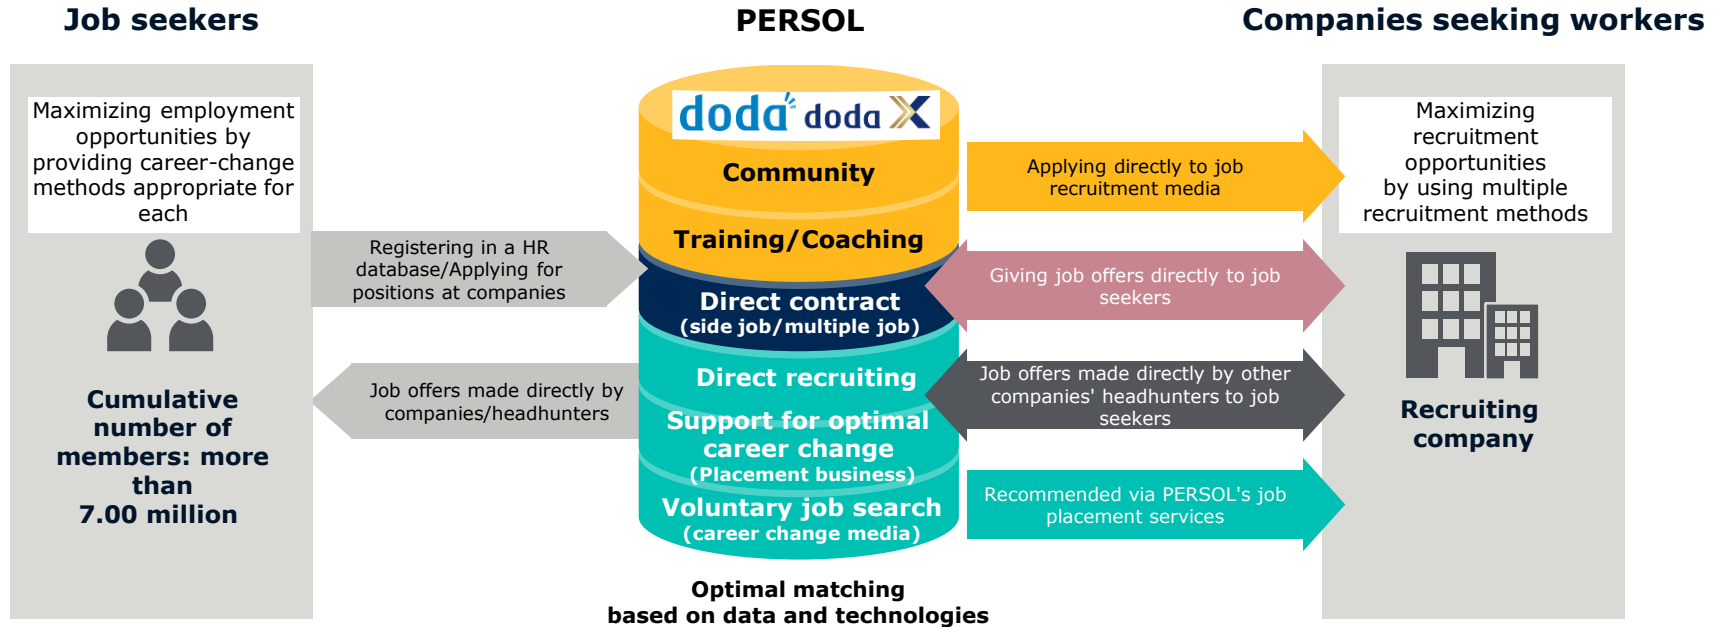 Job seekers
PERSOL
Companies seeking workers
Maximizing employment
opportunities by
providing career-change
methods appropriate for
each
Cumulative
number of
members: more
than
7.00 million
Registering in a HR
database/Applying for
positions at companies
Job offers made directly by
companies/headhunters
doda doda X
Community
Training/Coaching
Direct contract
(side job/multiple job)
Direct recruiting
Support for optimal
career change
(Placement business)
Voluntary job search
(career change media)
Optimal matching
based on data and technologies
Applying directly to job
recruitment media
Giving job offers directly to job
seekers
Job offers made directly by other
companies' headhunters to job
seekers
Recommended via PERSOL's job
placement services
Maximizing
recruitment
opportunities
by using multiple
recruitment methods
Recruiting
company